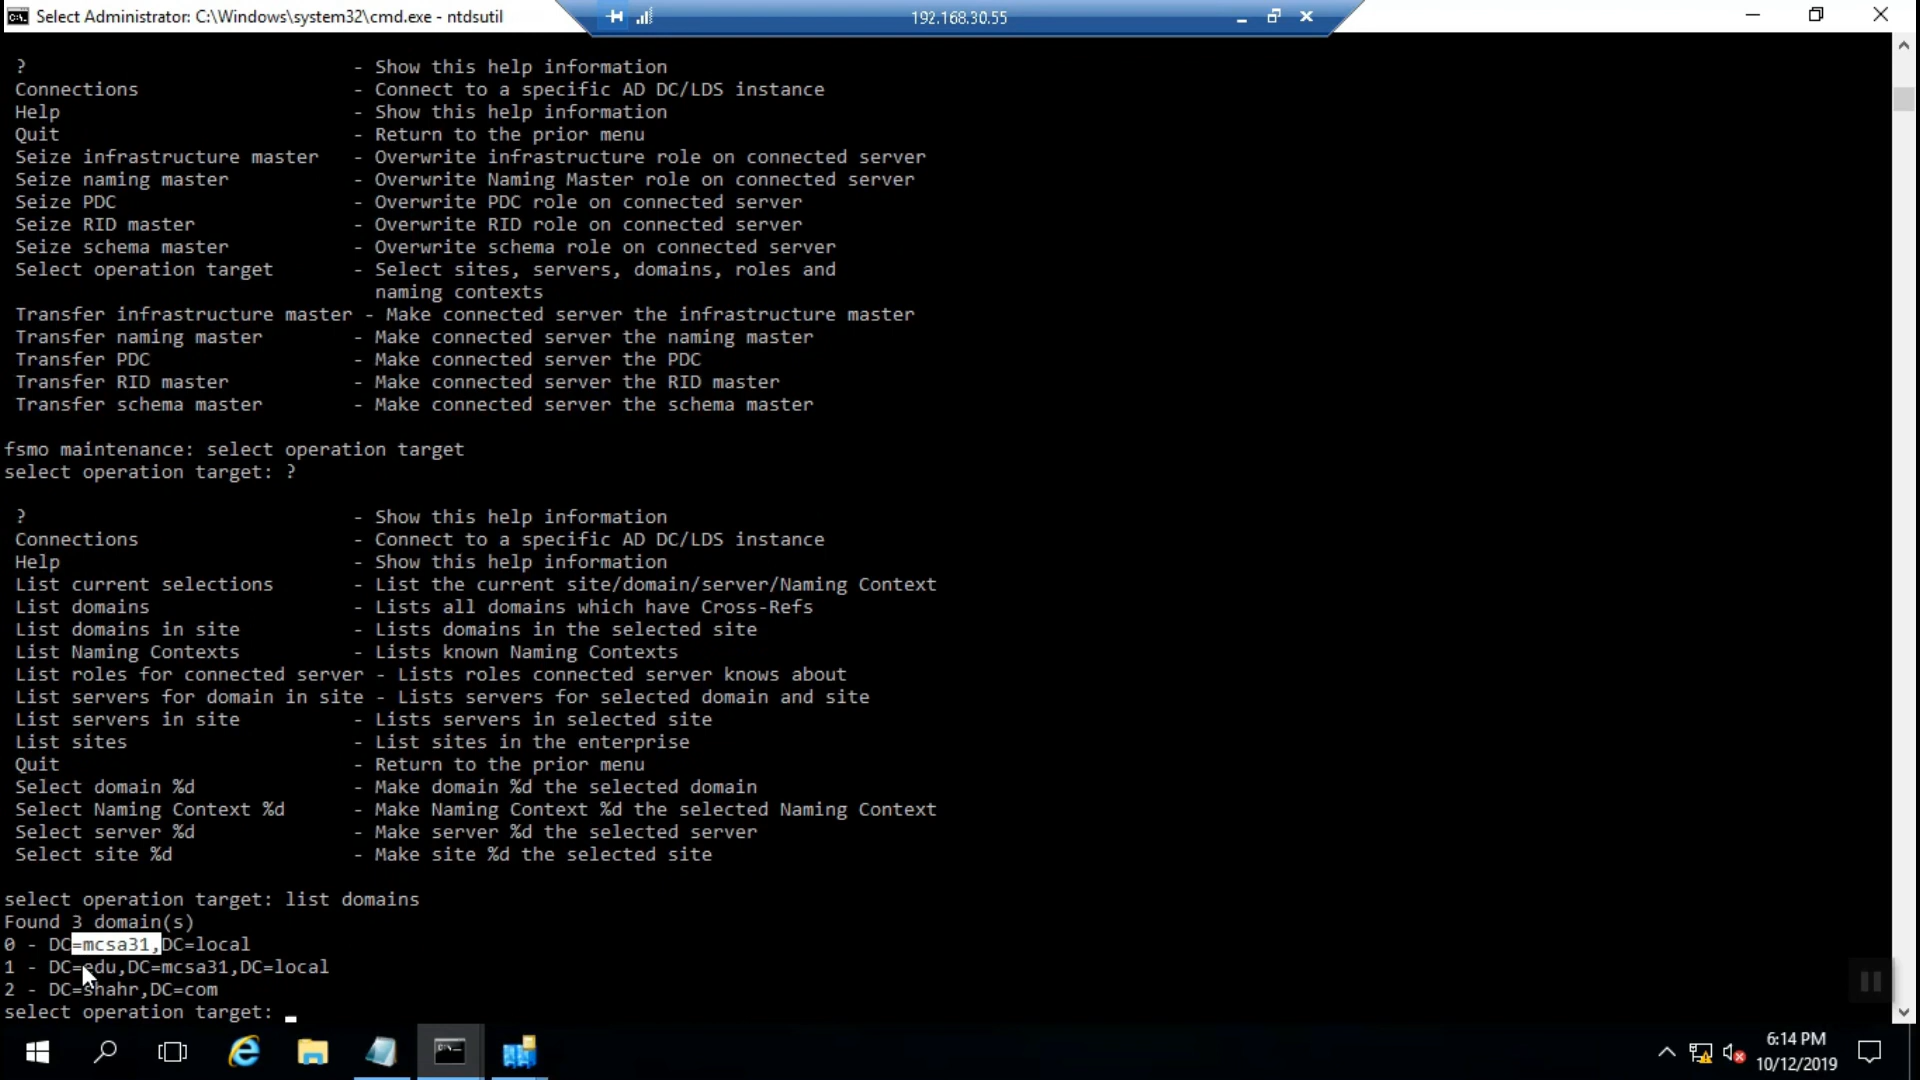 Select Administrator: C:\Windows\system32\cmd.exe - ntdsutil
192.168.30.55
? - Show this help information
Connections - Connect to a specific AD DC/LDS instance
Help - Show this help information
Quit - Return to the prior menu
Seize infrastructure master - Overwrite infrastructure role on connected server
Seize naming master - Overwrite Naming Master role on connected server
Seize PDC - Overwrite PDC role on connected server
Seize RID master - Overwrite RID role on connected server
Seize schema master - Overwrite schema role on connected server
Select operation target - Select sites, servers, domains, roles and
naming contexts
Transfer infrastructure master - Make connected server the infrastructure master
Transfer naming master - Make connected server the naming master
Transfer PDC - Make connected server the PDC
Transfer RID master - Make connected server the RID master
Transfer schema master - Make connected server the schema master
fsmo maintenance: select operation target
select operation target: ?
? - Show this help information
Connections - Connect to a specific AD DC/LDS instance
Help - Show this help information
List current selections - List the current site/domain/server/Naming Context
List domains - Lists all domains which have Cross-Refs
List domains in site - Lists domains in the selected site
List Naming Contexts - Lists known Naming Contexts
List roles for connected server - Lists roles connected server knows about
List servers for domain in site - Lists servers for selected domain and site
List servers in site - Lists servers in selected site
List sites - List sites in the enterprise
Quit - Return to the prior menu
Select domain %d - Make domain %d the selected domain
Select Naming Context %d - Make Naming Context %d the selected Naming Context
Select server %d - Make server %d the selected server
Select site %d - Make site %d the selected site
select operation target: list domains
Found 3 domain(s)
0 - DC=mcsa31,DC=local
1 - DC=edu,DC=mcsa31,DC=local
2 - DC=shahr,DC=com
select operation target:
6:14 PM
10/12/2019